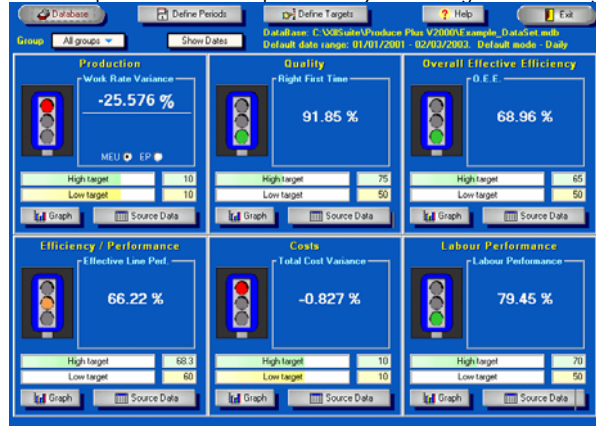 Database
Define Periods
Define Targets
? Help
Exit
Group
All groups
Show Dates
DataBase: C:\XIISuite\Produce Plus V2000\Example_DataSet.mdb
Default date range: 01/01/2001 - 02/03/2003. Default mode - Daily
Production
Work Rate Variance
-25.576 %
MEU EP
High target 10
Low target 10
Graph
Source Data
Quality
Right First Time
91.85 %
High target 75
Low target 50
Graph
Source Data
Overall Effective Efficiency
O.E.E.
68.96 %
High target 65
Low target 50
Graph
Source Data
Efficiency / Performance
Effective Line Perf.
66.22 %
High target 68.3
Low target 60
Graph
Source Data
Costs
Total Cost Variance
-0.827 %
High target 10
Low target 10
Graph
Source Data
Labour Performance
Labour Performance
79.45 %
High target 70
Low target 50
Graph
Source Data